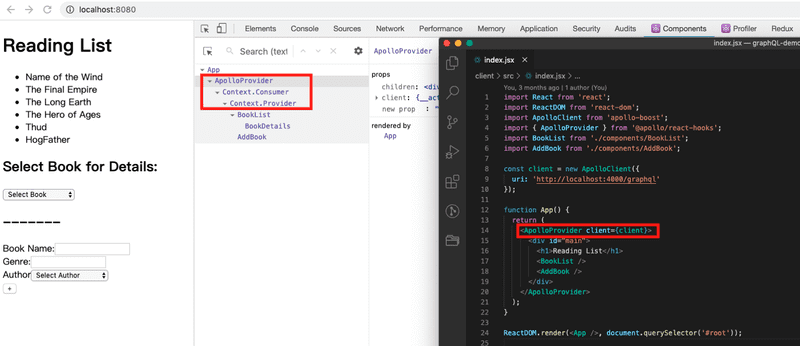 localhost:8080
Reading List
Name of the Wind
The Final Empire
The Long Earth
The Hero of Ages
Thud
HogFather
Select Book for Details:
Select Book
-------
Book Name:
Genre:
Author Select Author
+
Elements Console Sources Network Performance Memory Application Security Components Profiler Redux
Search (text
App
ApolloProvider
Context.Consumer
Context.Provider
BookList
BookDetails
AddBook
ApolloProvider
props
children: <div
client: {__act
new prop : "
rendered by
App
index.jsx — graphQL-demo
index.jsx
client > src > index.jsx > ...
You, 3 months ago | 1 author (You)
1 import React from 'react';
2 import ReactDOM from 'react-dom';
3 import ApolloClient from 'apollo-boost';
4 import { ApolloProvider } from '@apollo/react-hooks';
5 import BookList from './components/BookList';
6 import AddBook from './components/AddBook';
7
8 const client = new ApolloClient({
9 uri: 'http://localhost:4000/graphql'
10 });
11
12 function App() {
13 return (
14 <ApolloProvider client={client}>
15 <div id="main">
16 <h1>Reading List</h1>
17 <BookList />
18 <AddBook />
19 </div>
20 </ApolloProvider>
21 );
22 }
23
24 ReactDOM.render(<App />, document.querySelector('#root'));
25